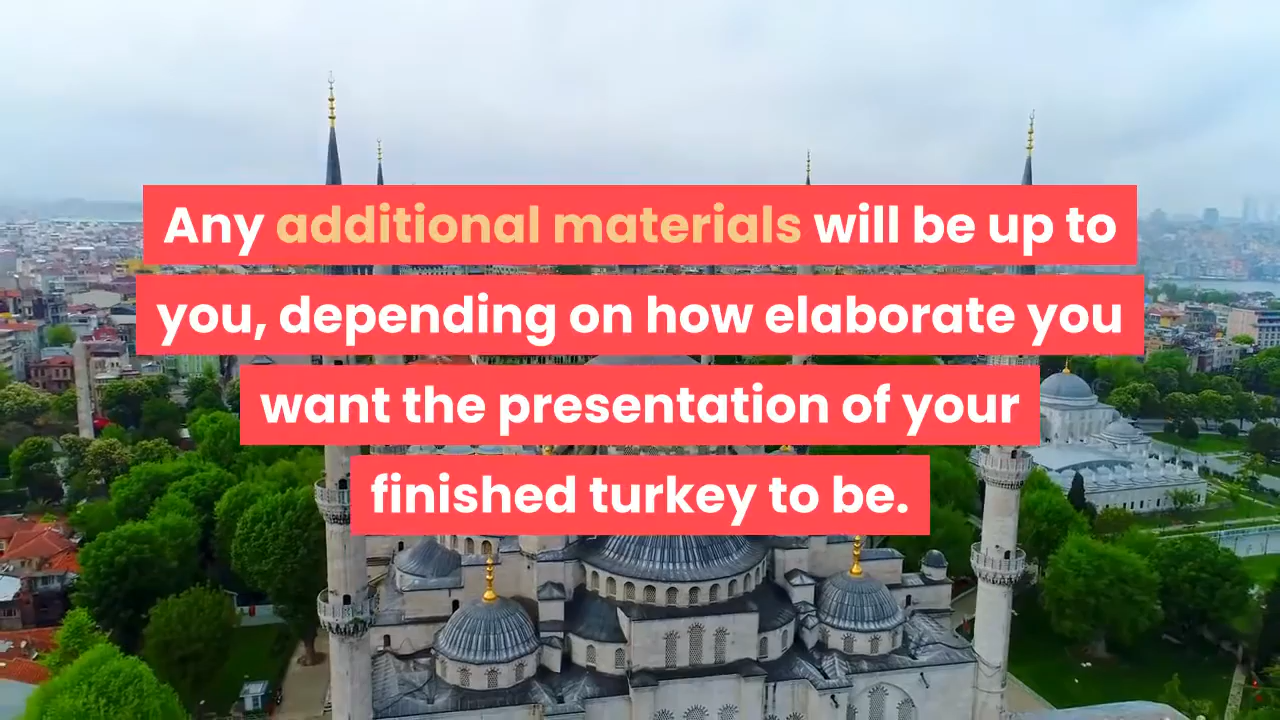 Any additional materials will be up to
you, depending on how elaborate you
want the presentation of your
finished turkey to be.